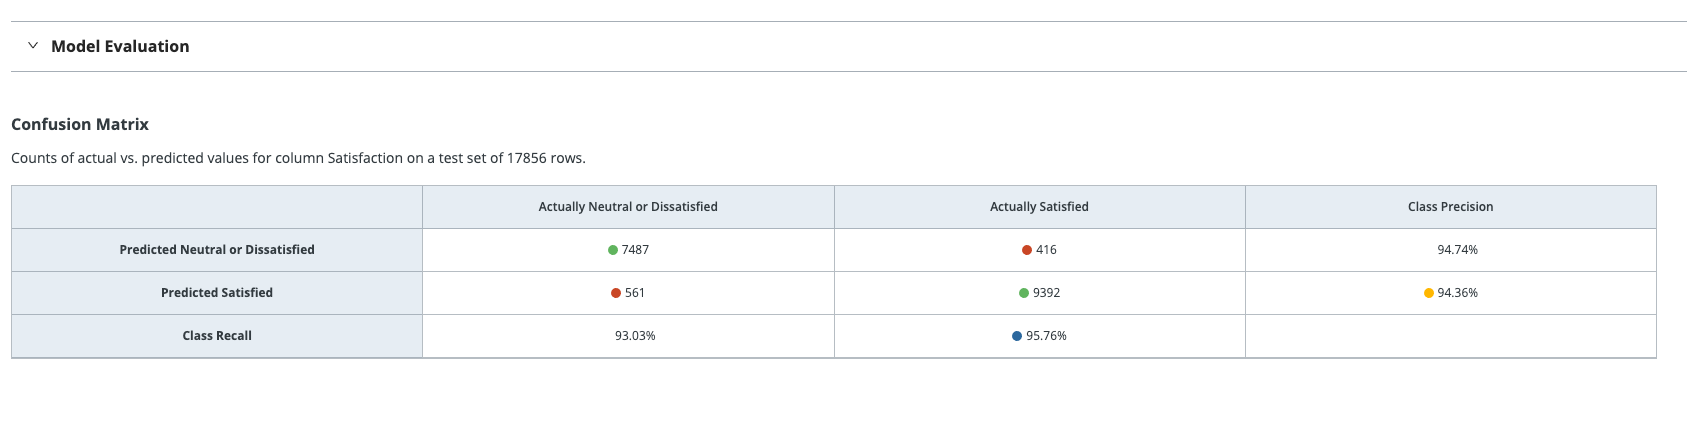 Model Evaluation
Confusion Matrix
Counts of actual vs. predicted values for column Satisfaction on a test set of 17856 rows.
Actually Neutral or Dissatisfied Actually Satisfied Class Precision
Predicted Neutral or Dissatisfied 7487 416 94.74%
Predicted Satisfied 561 9392 94.36%
Class Recall 93.03% 95.76%